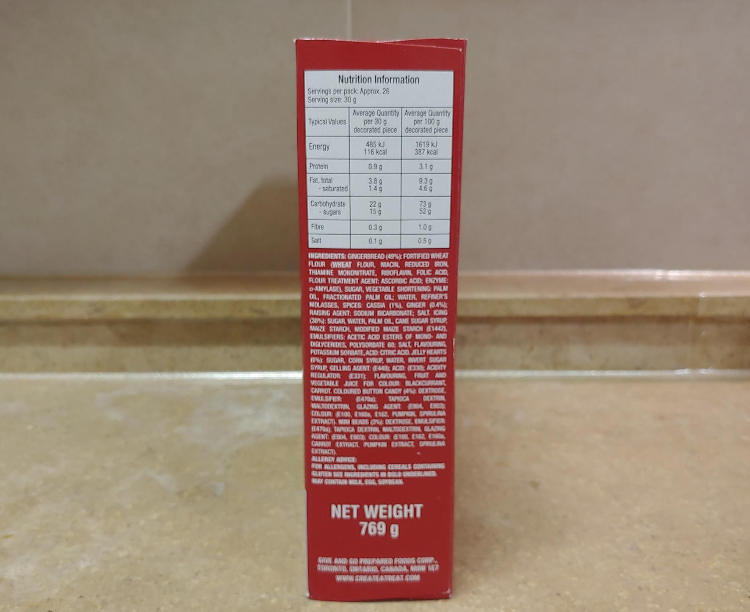 Nutrition Information
Servings per pack: Approx. 26
Serving size: 30 g
Typical Values Average Quantity per 30 g decorated piece Average Quantity per 100 g decorated piece
Energy 485 kJ 116 kcal 1619 kJ 387 kcal
Protein 0.9 g 3.1 g
Fat, total 3.8 g 9.3 g
- saturated 1.4 g 4.6 g
Carbohydrate 22 g 73 g
- sugars 15 g 52 g
Fibre 0.3 g 1.0 g
Salt 0.1 g 0.5 g
INGREDIENTS: GINGERBREAD (49%): FORTIFIED WHEAT
FLOUR (WHEAT FLOUR, NIACIN, REDUCED IRON,
THIAMINE MONONITRATE, RIBOFLAVIN, FOLIC ACID,
FLOUR TREATMENT AGENT: ASCORBIC ACID; ENZYME:
α-AMYLASE), SUGAR, VEGETABLE SHORTENING: PALM
OIL, FRACTIONATED PALM OIL; WATER, REFINER'S
MOLASSES, SPICES: CASSIA (1%), GINGER (0.4%);
RAISING AGENT: SODIUM BICARBONATE; SALT. ICING
(38%): SUGAR, WATER, PALM OIL, CANE SUGAR SYRUP,
MAIZE STARCH, MODIFIED MAIZE STARCH (E1442),
EMULSIFIERS: ACETIC ACID ESTERS OF MONO- AND
DIGLYCERIDES, POLYSORBATE 60; SALT, FLAVOURING,
POTASSIUM SORBATE, ACID: CITRIC ACID. JELLY HEARTS
(6%): SUGAR, CORN SYRUP, WATER, INVERT SUGAR
SYRUP, GELLING AGENT: (E440); ACID: (E330); ACIDITY
REGULATOR: (E331); FLAVOURING, FRUIT AND
VEGETABLE JUICE FOR COLOUR: BLACKCURRANT,
CARROT. COLOURED BUTTON CANDY (4%): DEXTROSE,
EMULSIFIER: (E470a); TAPIOCA DEXTRIN,
MALTODEXTRIN, GLAZING AGENT: (E904, E903);
COLOUR: (E100, E160a, E162, PUMPKIN, SPIRULINA
EXTRACT). MINI BEADS (2%): DEXTROSE, EMULSIFIER:
(E470a); TAPIOCA DEXTRIN, MALTODEXTRIN, GLAZING
AGENT: (E904, E903); COLOUR: (E100, E162, E160a,
CARROT EXTRACT, PUMPKIN EXTRACT, SPIRULINA
EXTRACT).
ALLERGY ADVICE:
FOR ALLERGENS, INCLUDING CEREALS CONTAINING
GLUTEN SEE INGREDIENTS IN BOLD UNDERLINED.
MAY CONTAIN MILK, EGG, SOYBEAN.
NET WEIGHT
769 g
GIVE AND GO PREPARED FOODS CORP.,
TORONTO, ONTARIO, CANADA, M9W 1E7
WWW.CREATEATREAT.COM